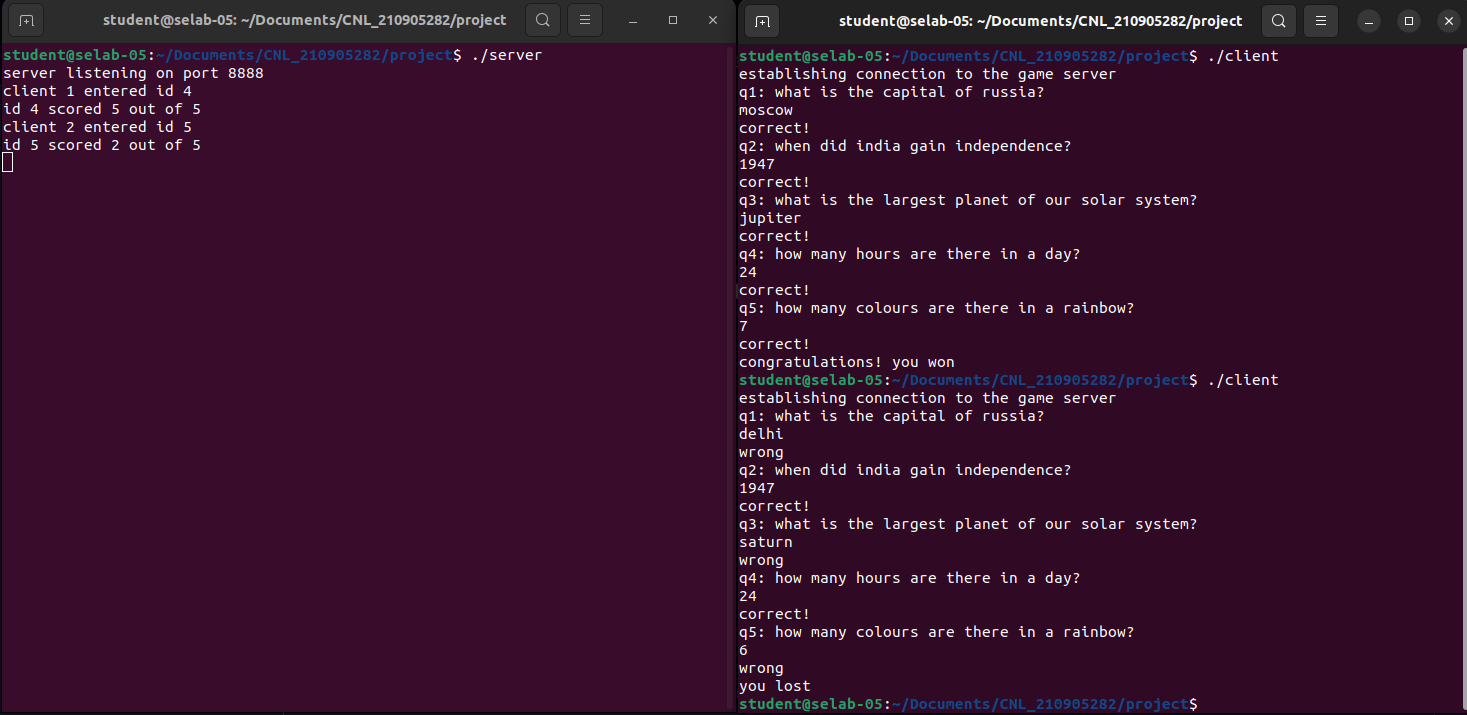 student@selab-05: ~/Documents/CNL_210905282/project
student@selab-05:~/Documents/CNL_210905282/project$ ./server
server listening on port 8888
client 1 entered id 4
id 4 scored 5 out of 5
client 2 entered id 5
id 5 scored 2 out of 5
student@selab-05: ~/Documents/CNL_210905282/project
student@selab-05:~/Documents/CNL_210905282/project$ ./client
establishing connection to the game server
q1: what is the capital of russia?
moscow
correct!
q2: when did india gain independence?
1947
correct!
q3: what is the largest planet of our solar system?
jupiter
correct!
q4: how many hours are there in a day?
24
correct!
q5: how many colours are there in a rainbow?
7
correct!
congratulations! you won
student@selab-05:~/Documents/CNL_210905282/project$ ./client
establishing connection to the game server
q1: what is the capital of russia?
delhi
wrong
q2: when did india gain independence?
1947
correct!
q3: what is the largest planet of our solar system?
saturn
wrong
q4: how many hours are there in a day?
24
correct!
q5: how many colours are there in a rainbow?
6
wrong
you lost
student@selab-05:~/Documents/CNL_210905282/project$